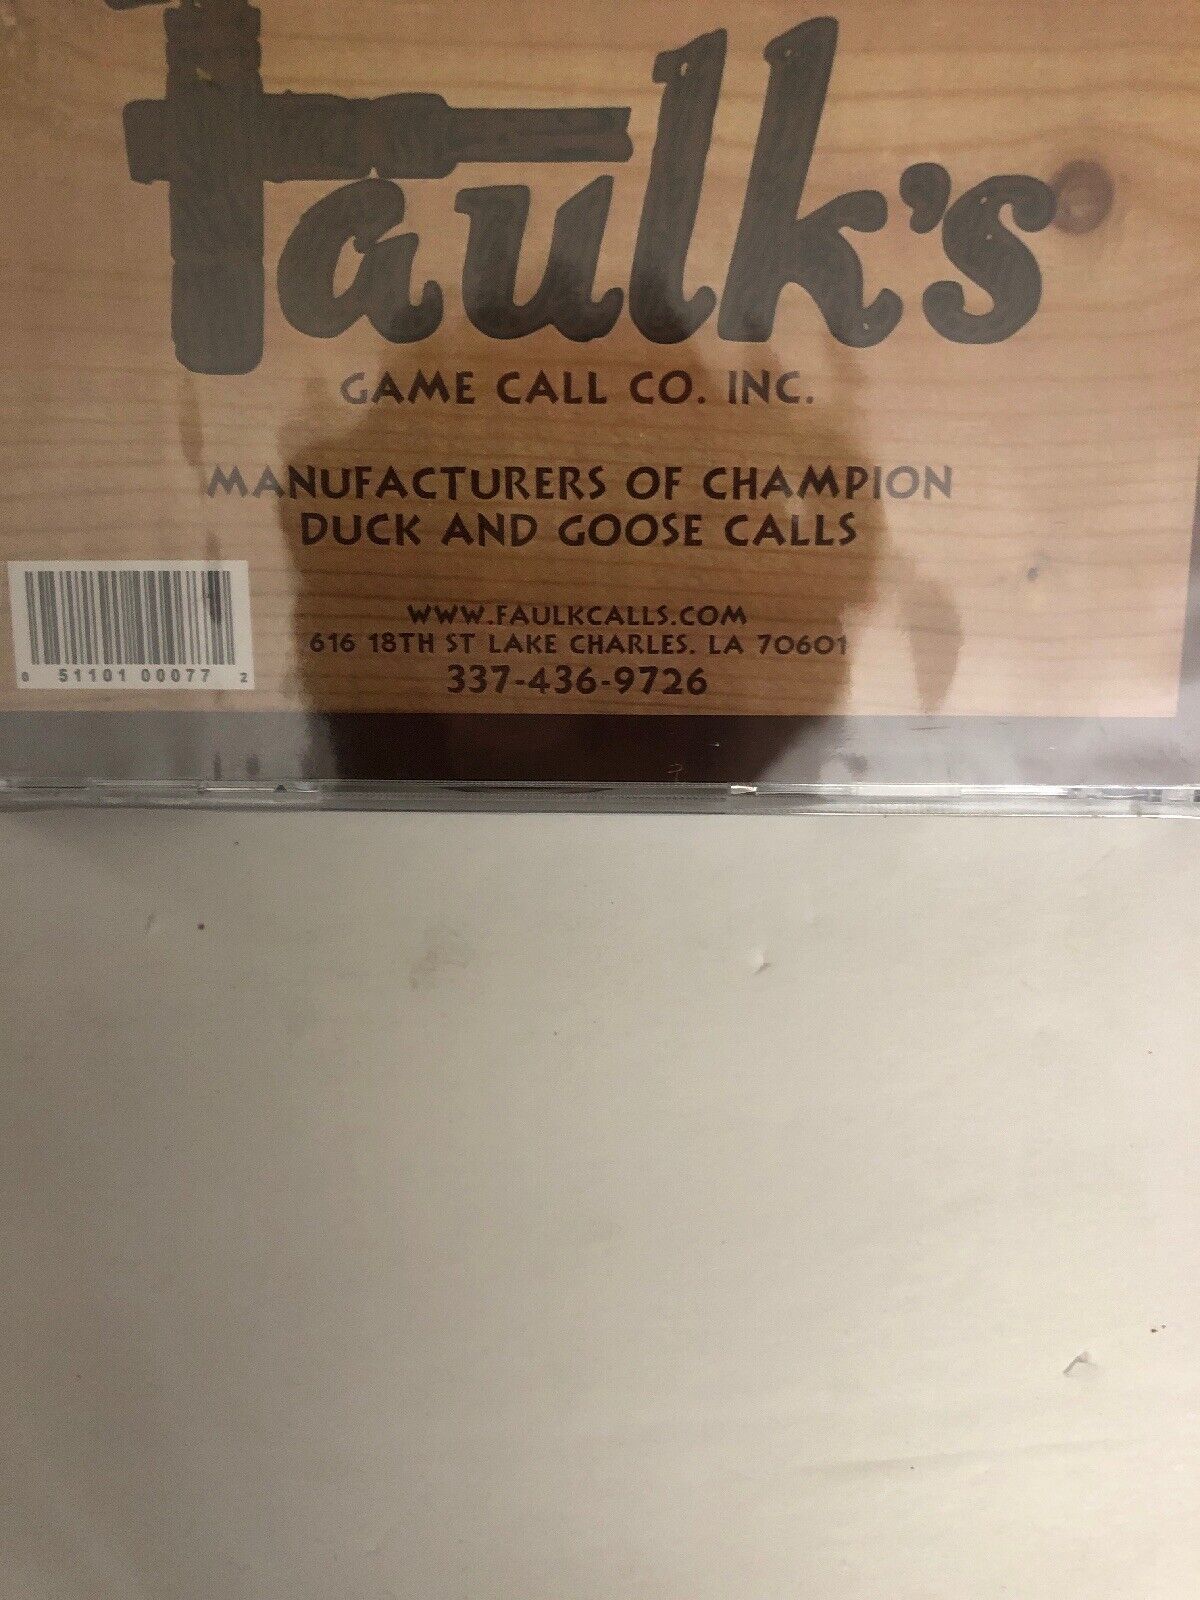 Faulk's
GAME CALL CO. INC.
MANUFACTURERS OF CHAMPION
DUCK AND GOOSE CALLS
WWW.FAULKCALLS.COM
616 18TH ST LAKE CHARLES. LA 70601
337-436-9726
0 51101 00077 2